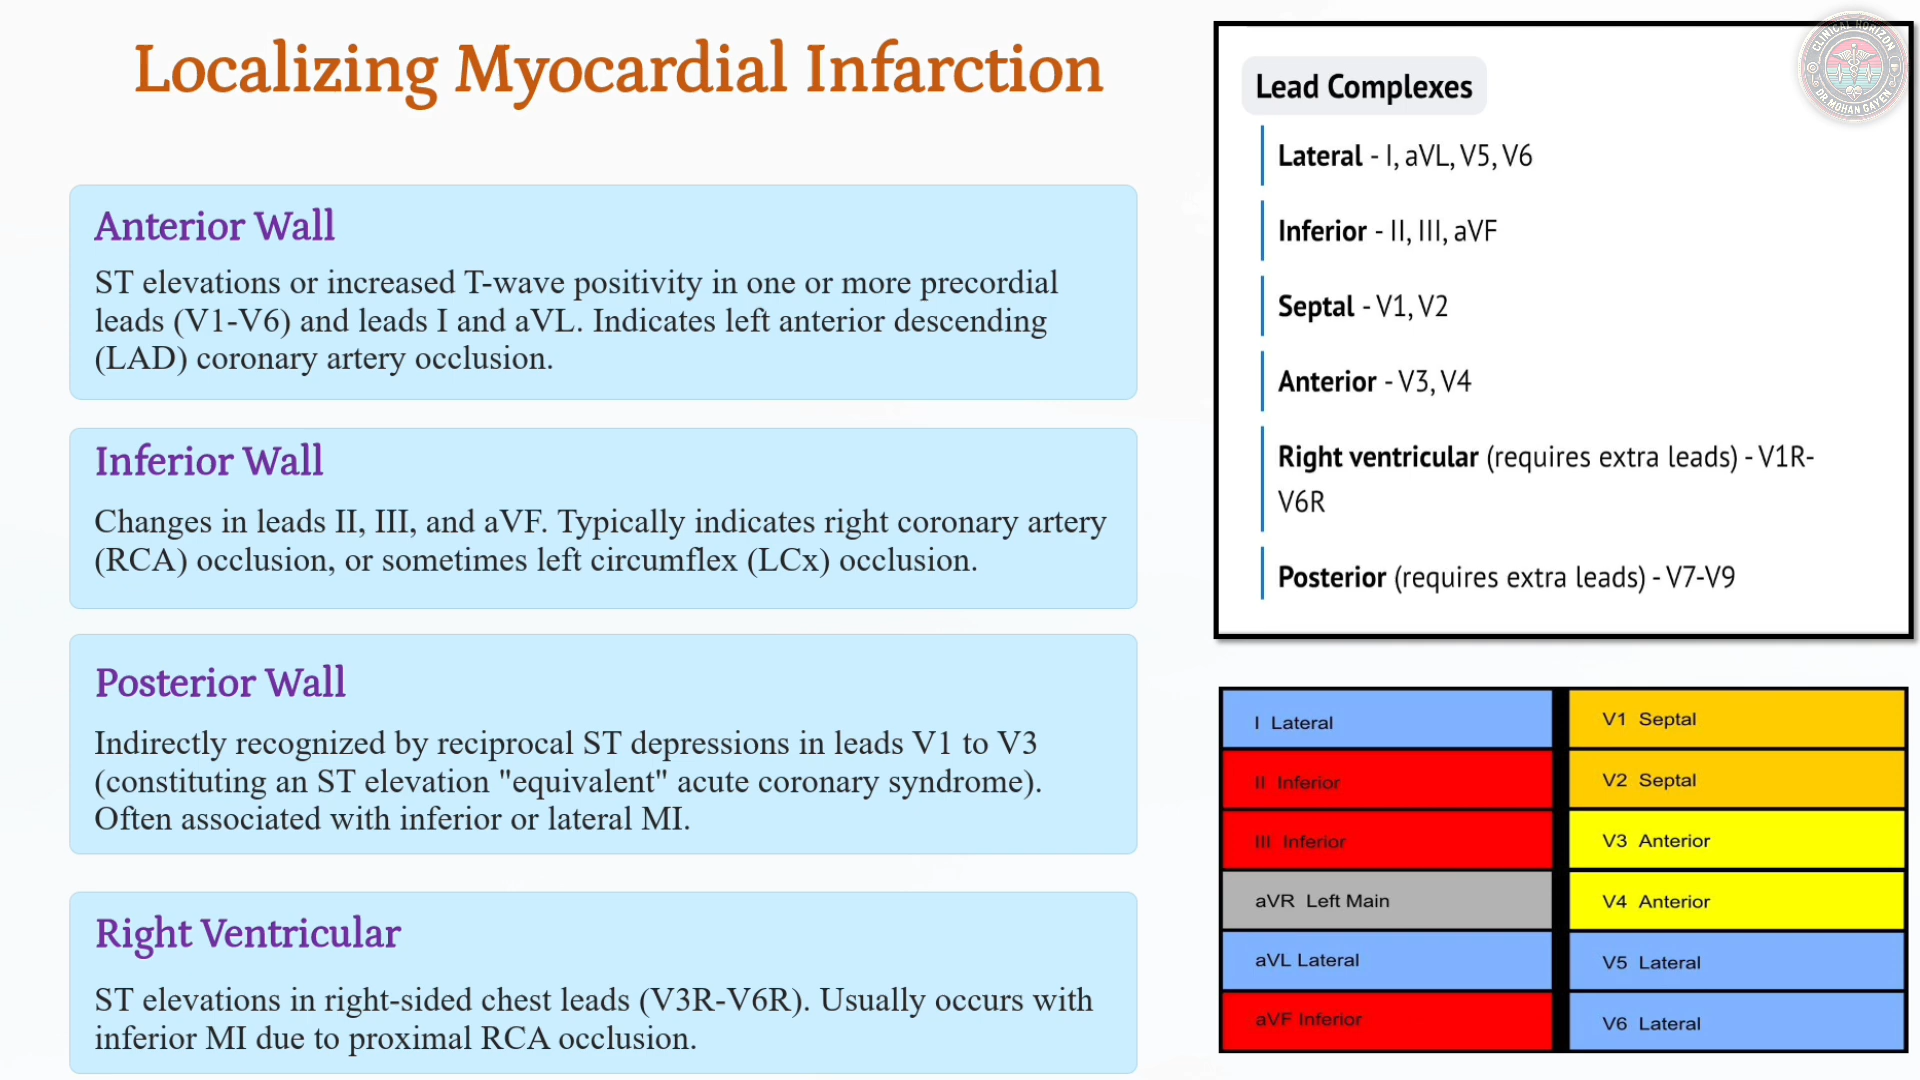 Localizing Myocardial Infarction
Anterior Wall
ST elevations or increased T-wave positivity in one or more precordial
leads (V1-V6) and leads I and aVL. Indicates left anterior descending
(LAD) coronary artery occlusion.
Inferior Wall
Changes in leads II, III, and aVF. Typically indicates right coronary artery
(RCA) occlusion, or sometimes left circumflex (LCx) occlusion.
Posterior Wall
Indirectly recognized by reciprocal ST depressions in leads V1 to V3
(constituting an ST elevation "equivalent" acute coronary syndrome).
Often associated with inferior or lateral MI.
Right Ventricular
ST elevations in right-sided chest leads (V3R-V6R). Usually occurs with
inferior MI due to proximal RCA occlusion.
CLINICAL HORIZON
DR MOHAN GAYEN
Lead Complexes
Lateral - I, aVL, V5, V6
Inferior - II, III, aVF
Septal - V1, V2
Anterior - V3, V4
Right ventricular (requires extra leads) - V1R-
V6R
Posterior (requires extra leads) - V7-V9
I Lateral
II Inferior
III Inferior
aVR Left Main
aVL Lateral
aVF Inferior
V1 Septal
V2 Septal
V3 Anterior
V4 Anterior
V5 Lateral
V6 Lateral